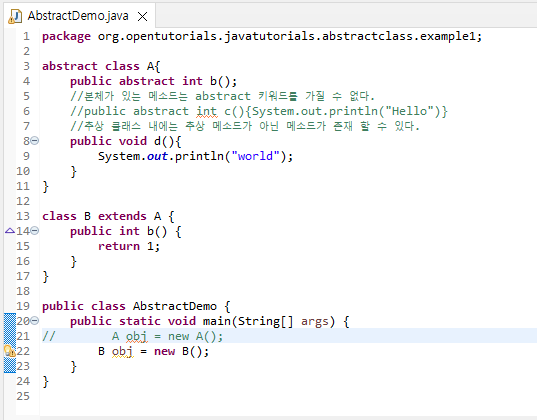 AbstractDemo.java
1 package org.opentutorials.javatutorials.abstractclass.example1;
2
3 abstract class A{
4     public abstract int b();
5     //본체가 있는 메소드는 abstract 키워드를 가질 수 없다.
6     //public abstract int c(){System.out.println("Hello")}
7     //추상 클래스 내에는 추상 메소드가 아닌 메소드가 존재 할 수 있다.
8     public void d(){
9         System.out.println("world");
10     }
11 }
12
13 class B extends A {
14     public int b() {
15         return 1;
16     }
17 }
18
19 public class AbstractDemo {
20     public static void main(String[] args) {
21 //        A obj = new A();
22         B obj = new B();
23     }
24 }
25